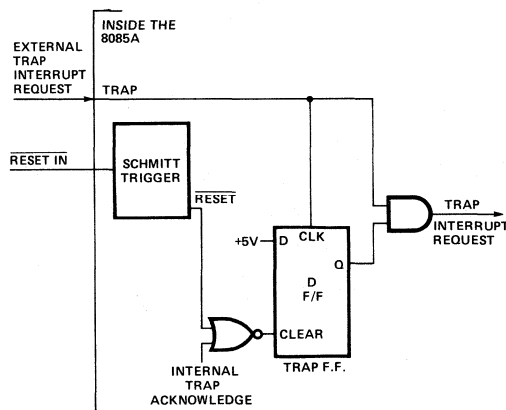 INSIDE THE
8085A
EXTERNAL
TRAP
INTERRUPT
REQUEST
TRAP
RESET IN
SCHMITT
TRIGGER
RESET
+5V
D
CLK
Q
D
F/F
CLEAR
TRAP F.F.
INTERNAL
TRAP
ACKNOWLEDGE
TRAP
INTERRUPT
REQUEST